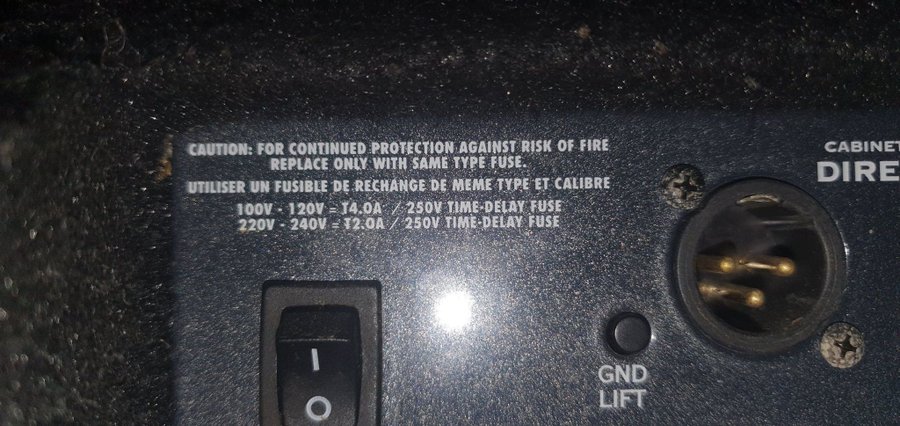 CAUTION: FOR CONTINUED PROTECTION AGAINST RISK OF FIRE
REPLACE ONLY WITH SAME TYPE FUSE.
UTILISER UN FUSIBLE DE RECHANGE DE MEME TYPE ET CALIBRE
100V - 120V = T4.0A / 250V TIME-DELAY FUSE
220V - 240V = T2.0A / 250V TIME-DELAY FUSE
CABINET
DIRE
I
O
GND
LIFT